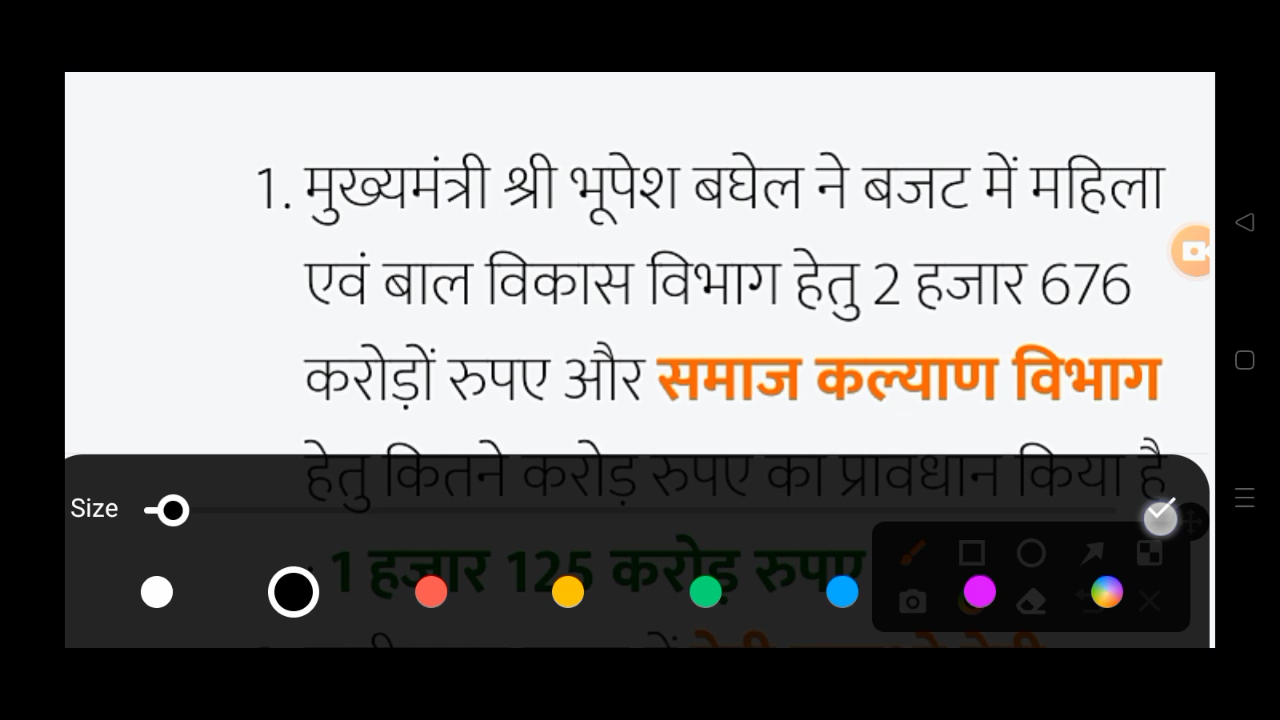 1. मुख्यमंत्री श्री भूपेश बघेल ने बजट में महिला
एवं बाल विकास विभाग हेतु 2 हजार 676
करोड़ों रुपए और समाज कल्याण विभाग
हेतु कितने करोड़ रुपए का प्रावधान किया है
Size
1 हजार 125 करोड़ रुपए